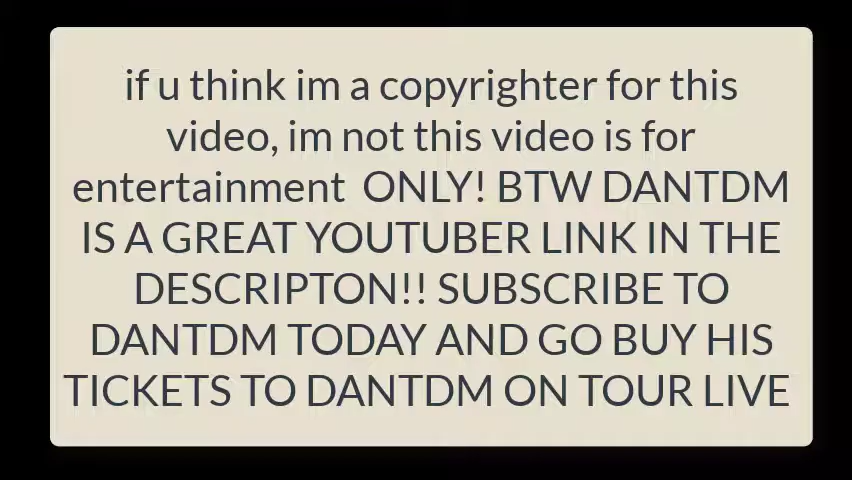 if u think im a copyrighter for this
video, im not this video is for
entertainment  ONLY! BTW DANTDM
IS A GREAT YOUTUBER LINK IN THE
DESCRIPTON!! SUBSCRIBE TO
DANTDM TODAY AND GO BUY HIS
TICKETS TO DANTDM ON TOUR LIVE